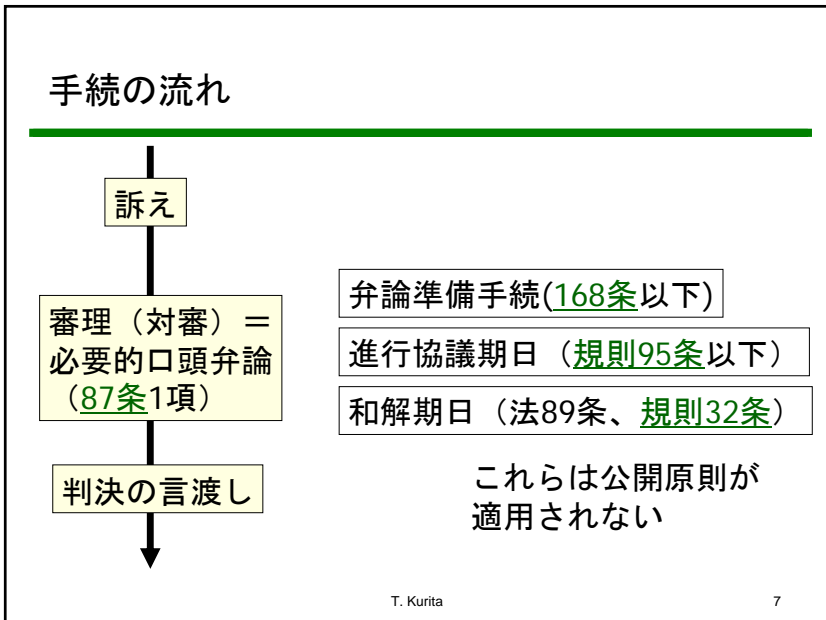 手続の流れ
訴え
審理（対審）＝
必要的口頭弁論
（87条1項）
判決の言渡し
弁論準備手続(168条以下)
進行協議期日（規則95条以下）
和解期日（法89条、規則32条）
これらは公開原則が
適用されない
T. Kurita
7